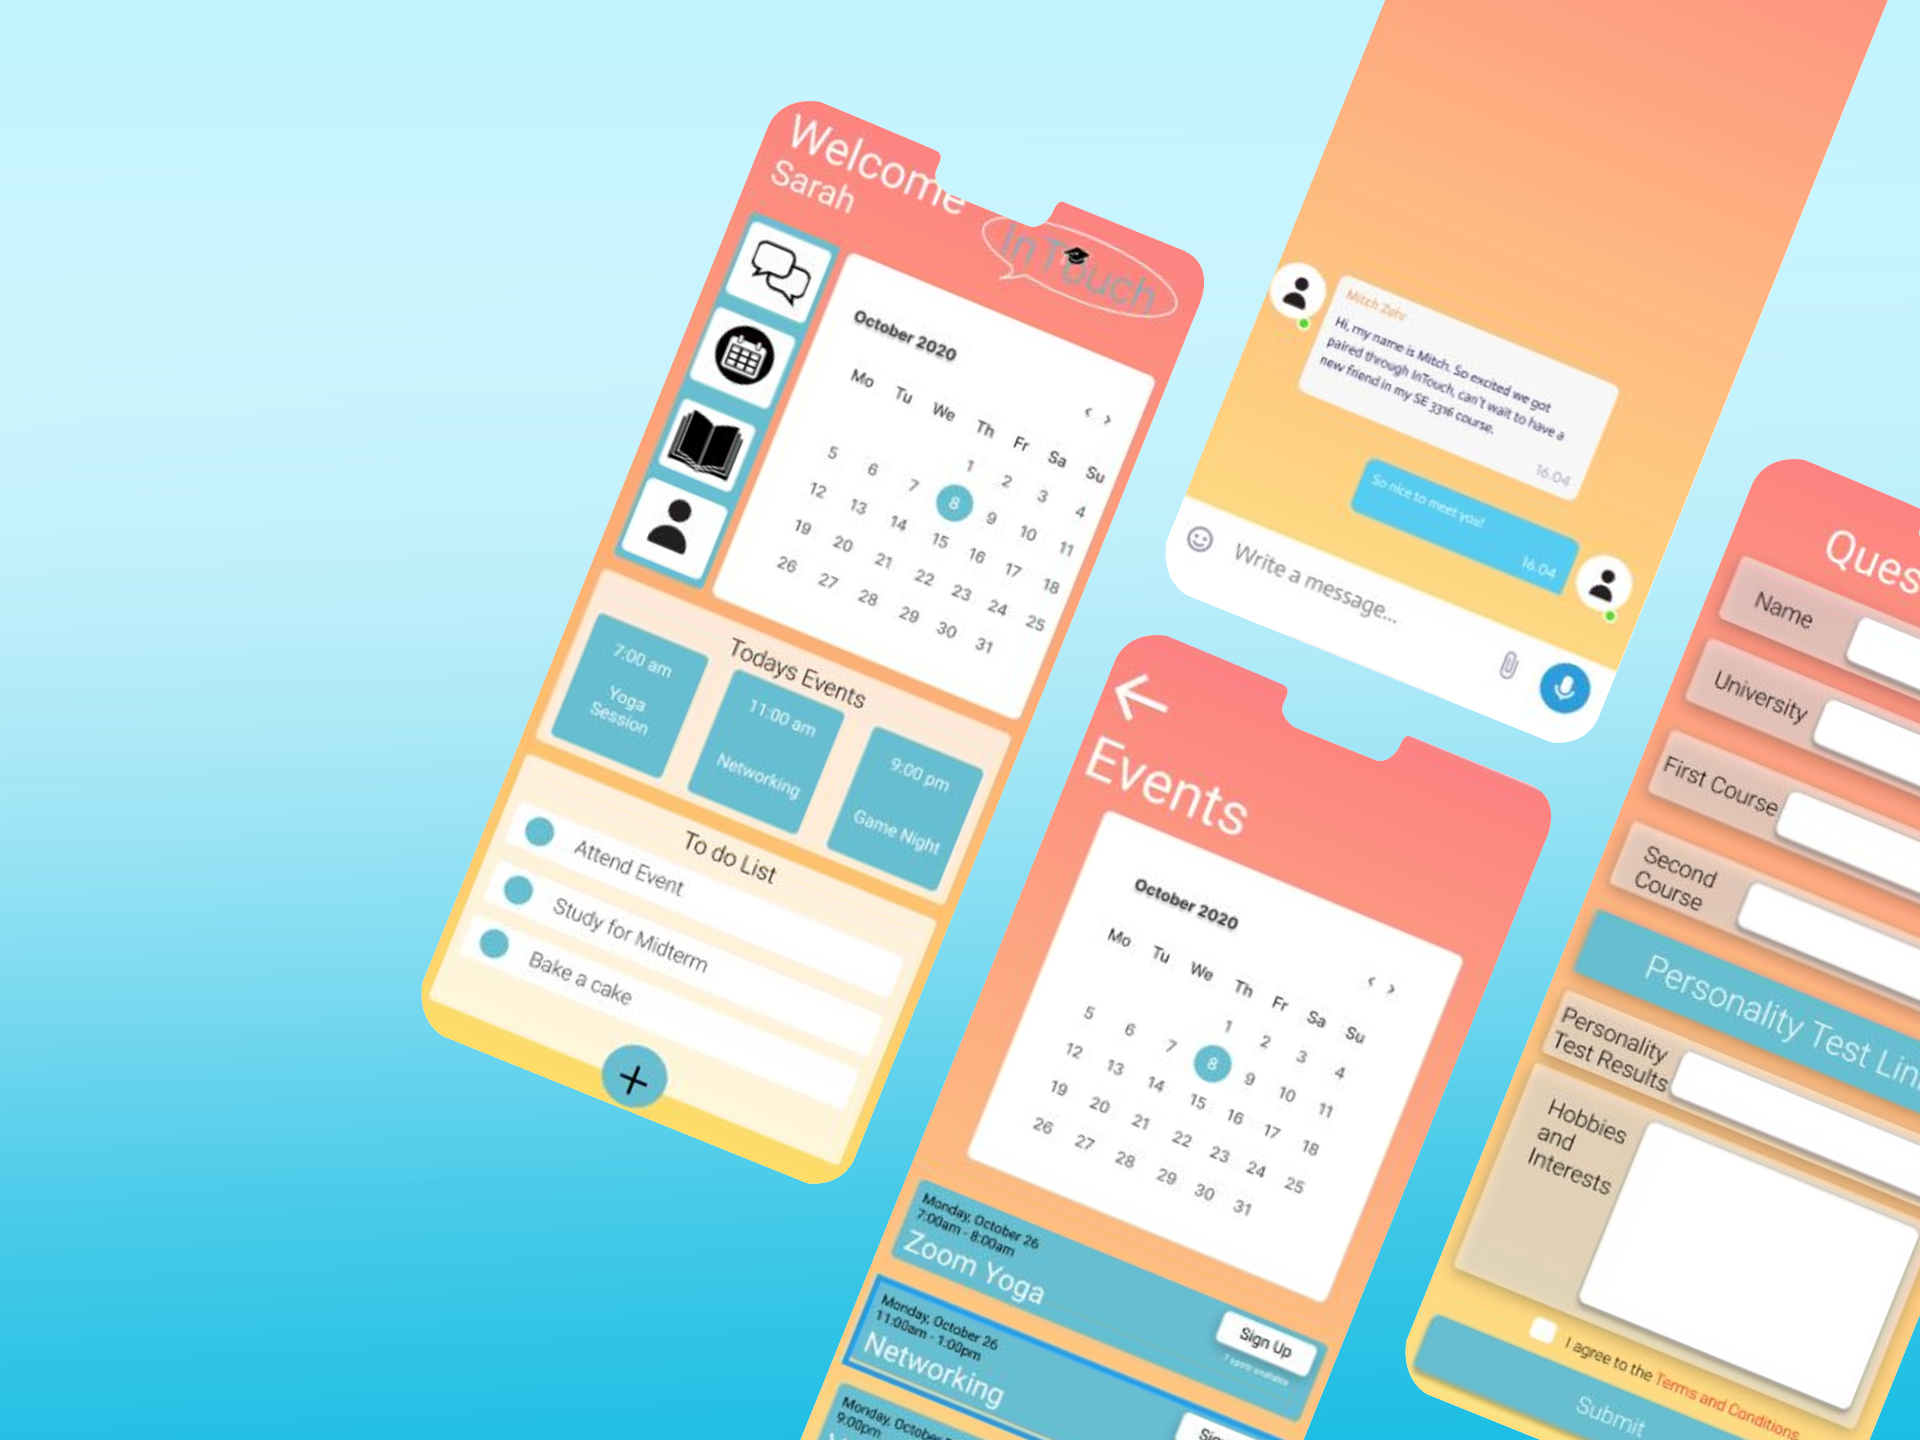 Welcome
Sarah
InTouch
October 2020
Mo Tu We Th Fr Sa Su
1 2 3 4
5 6 7 8 9 10 11
12 13 14 15 16 17 18
19 20 21 22 23 24 25
26 27 28 29 30 31
Todays Events
7:00 am
Yoga
Session
11:00 am
Networking
9:00 pm
Game Night
To do List
Attend Event
Study for Midterm
Bake a cake
+
Mitch Zehr
Hi, my name is Mitch. So excited we got
paired through InTouch, can't wait to have a
new friend in my SE 3316 course.
16.04
So nice to meet you!
16.04
Write a message...
Events
October 2020
Mo Tu We Th Fr Sa Su
1 2 3 4
5 6 7 8 9 10 11
12 13 14 15 16 17 18
19 20 21 22 23 24 25
26 27 28 29 30 31
Monday, October 26
7:00am - 8:00am
Zoom Yoga
Sign Up
7 spots available
Monday, October 26
11:00am - 1:00pm
Networking
Monday, October
9:00pm
Ques
Name
University
First Course
Second
Course
Personality Test Lin
Personality
Test Results
Hobbies
and
Interests
I agree to the Terms and Conditions
Submit